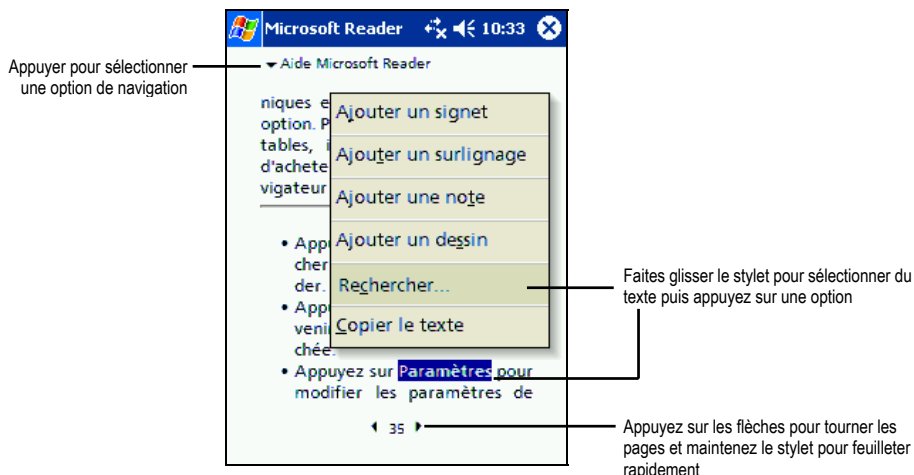 Microsoft Reader 10:33
Appuyer pour sélectionner
une option de navigation
Aide Microsoft Reader
niques e
option. P
tables, i
d'achete
vigateur
Ajouter un signet
Ajouter un surlignage
Ajouter une note
Ajouter un dessin
Rechercher...
Copier le texte
• App
cher
der.
• App
veni
chée.
• Appuyez sur Paramètres pour
modifier les paramètres de
35
Faites glisser le stylet pour sélectionner du
texte puis appuyez sur une option
Appuyez sur les flèches pour tourner les
pages et maintenez le stylet pour feuilleter
rapidement